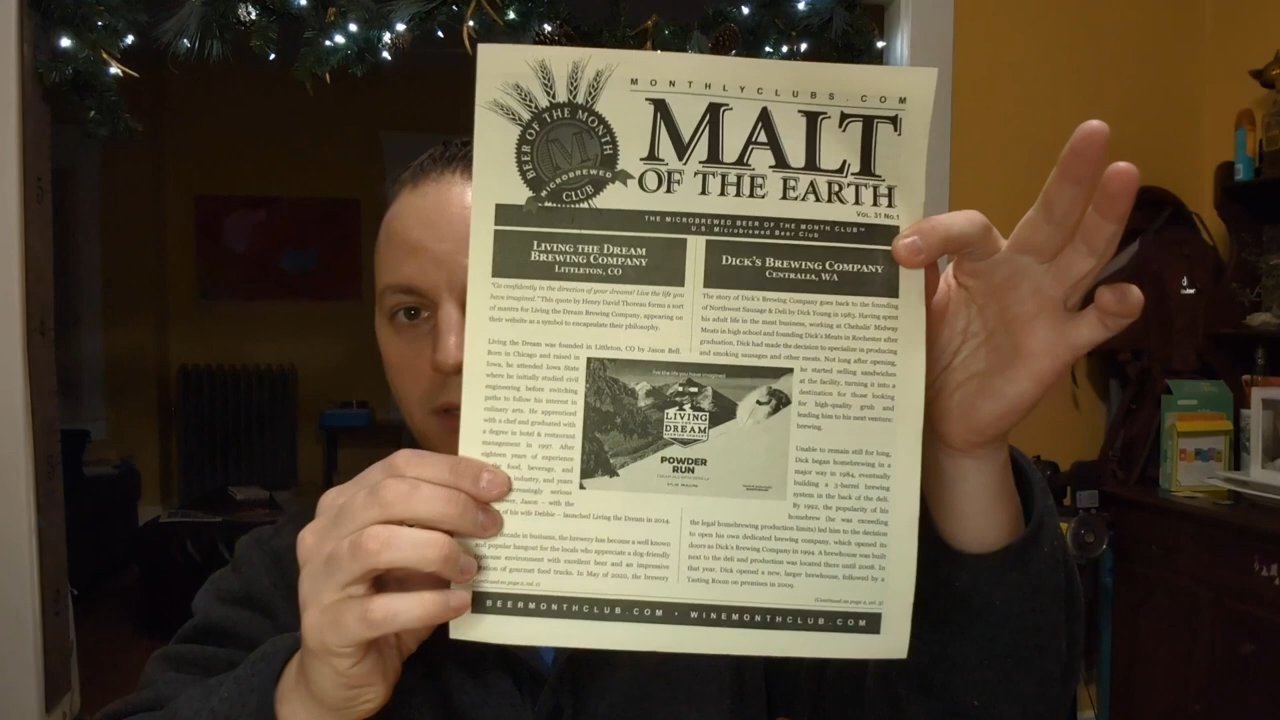 MONTHLYCLUBS.COM
BEER OF THE MONTH
M
MICROBREWED
CLUB
MALT
OF THE EARTH
VOL. 31 No.1
THE MICROBREWED BEER OF THE MONTH CLUB™
U.S. Microbrewed Beer Club
LIVING THE DREAM
BREWING COMPANY
LITTLETON, CO
"Go confidently in the direction of your dreams! Live the life you
have imagined." This quote by Henry David Thoreau forms a sort
of mantra for Living the Dream Brewing Company, appearing on
their website as a symbol to encapsulate their philosophy.
Living the Dream was founded in Littleton, CO by Jason Bell.
Born in Chicago and raised in
Iowa, he attended Iowa State
where he initially studied civil
engineering before switching
paths to follow his interest in
culinary arts. He apprenticed
with a chef and graduated with
a degree in hotel & restaurant
management in 1997. After
eighteen years of experience
food, beverage, and
industry, and years
serious
Jason – with the
of his wife Debbie – launched Living the Dream in 2014.
decade in business, the brewery has become a well known
and popular hangout for the locals who appreciate a dog-friendly
environment with excellent beer and an impressive
of gourmet food trucks. In May of 2020, the brewery
(Continued on page 2, col. 1)
live the life you have imagined
LIVING
THE
DREAM
BREWING COMPANY
POWDER
RUN
DICK'S BREWING COMPANY
CENTRALIA, WA
The story of Dick's Brewing Company goes back to the founding
of Northwest Sausage & Deli by Dick Young in 1983. Having spent
his adult life in the meat business, working at Chehalis' Midway
Meats in high school and founding Dick's Meats in Rochester after
graduation, Dick had made the decision to specialize in producing
and smoking sausages and other meats. Not long after opening,
he started selling sandwiches
at the facility, turning it into a
destination for those looking
for high-quality grub and
leading him to his next venture:
brewing.
Unable to remain still for long,
Dick began homebrewing in a
major way in 1984, eventually
building a 3-barrel brewing
system in the back of the deli.
By 1992, the popularity of his
homebrew (he was exceeding
the legal homebrewing production limits) led him to the decision
to open his own dedicated brewing company, which opened its
doors as Dick's Brewing Company in 1994. A brewhouse was built
next to the deli and production was located there until 2008. In
that year, Dick opened a new, larger brewhouse, followed by a
Tasting Room on premises in 2009.
(Continued on page 2, col. 3)
BEERMONTHCLUB.COM • WINEMONTHCLUB.COM